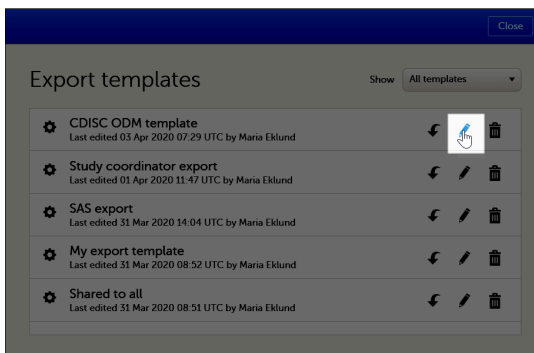 Close
Export templates
Show All templates
CDISC ODM template
Last edited 03 Apr 2020 07:29 UTC by Maria Eklund
Study coordinator export
Last edited 01 Apr 2020 11:47 UTC by Maria Eklund
SAS export
Last edited 31 Mar 2020 14:04 UTC by Maria Eklund
My export template
Last edited 31 Mar 2020 08:52 UTC by Maria Eklund
Shared to all
Last edited 31 Mar 2020 08:51 UTC by Maria Eklund